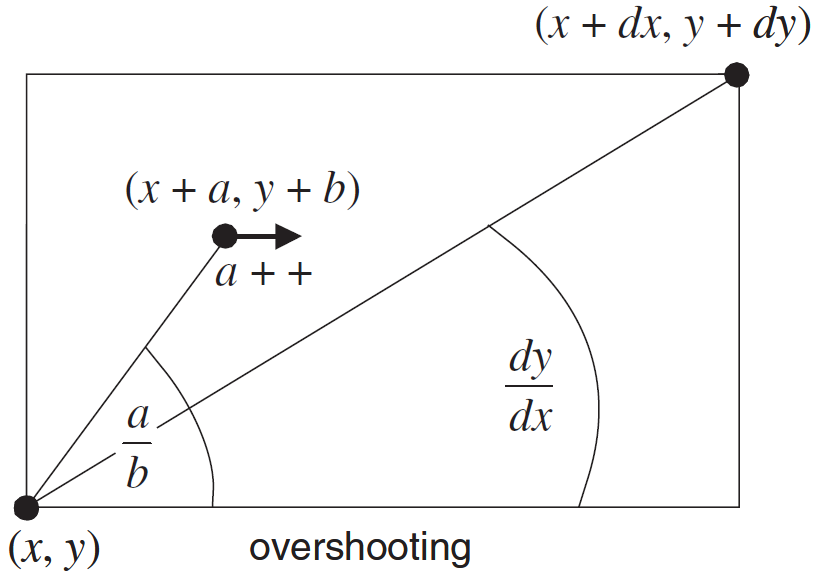 (x + dx, y + dy)
(x + a, y + b)
a + +
dy
dx
a
b
(x, y)
overshooting